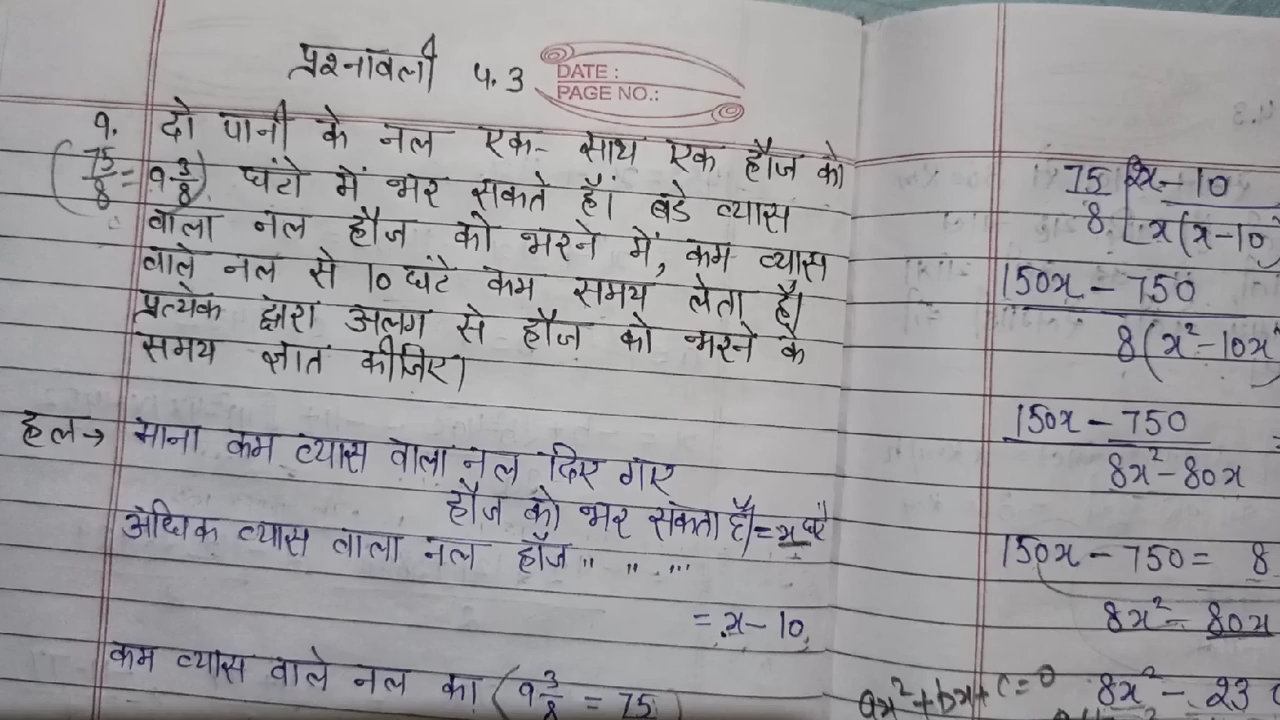 प्रश्नावली 4.3
DATE :
PAGE NO.:
1. दो पानी के नल एक- साथ एक हौज को
(75/8 = 9 3/8) घंटो में भर सकते हैं। बडे व्यास
वाला नल हौज को भरने में, कम व्यास
वाले नल से 10 घंटे कम समय लेता है।
प्रत्येक द्वारा अलग से हौज को भरने के
समय ज्ञात कीजिए।
हल→ माना कम व्यास वाला नल दिए गए
हौज को भर सकता है = x घंटे
अधिक व्यास वाला नल हौज " " "
= x - 10
कम व्यास वाले नल का (9 3/8 = 75
75/8 [2x - 10 / x(x-10)
150x - 750
8(x² - 10x
150x - 750
8x² - 80x
150x - 750 = 8
8x² - 80x
ax² + bx + c = 0
8x² - 23